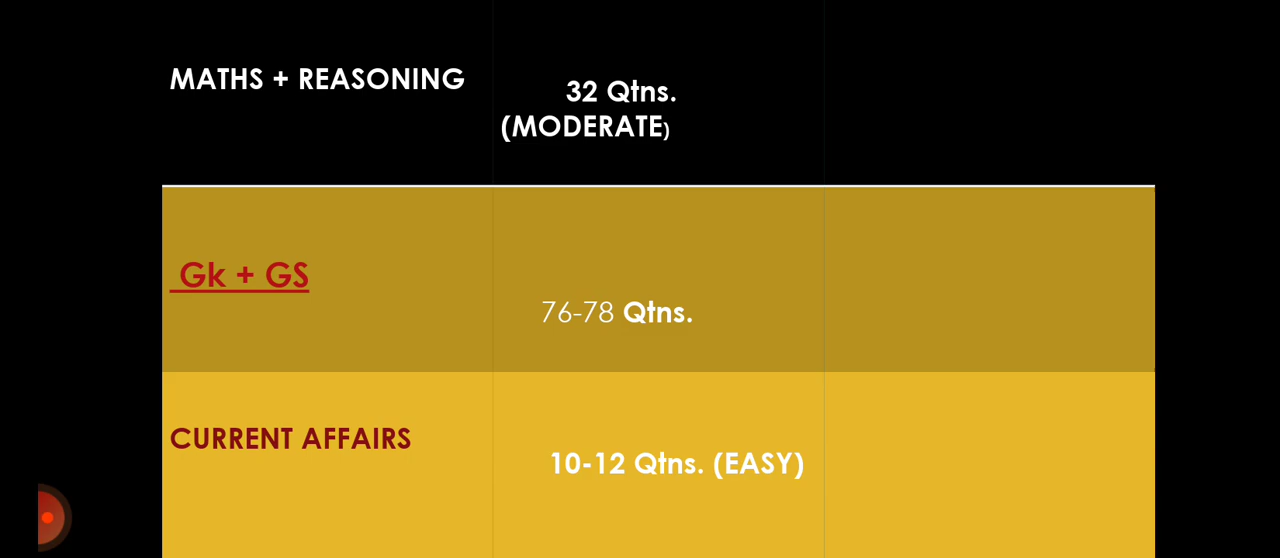 MATHS + REASONING
32 Qtns.
(MODERATE)
Gk + GS
76-78 Qtns.
CURRENT AFFAIRS
10-12 Qtns. (EASY)